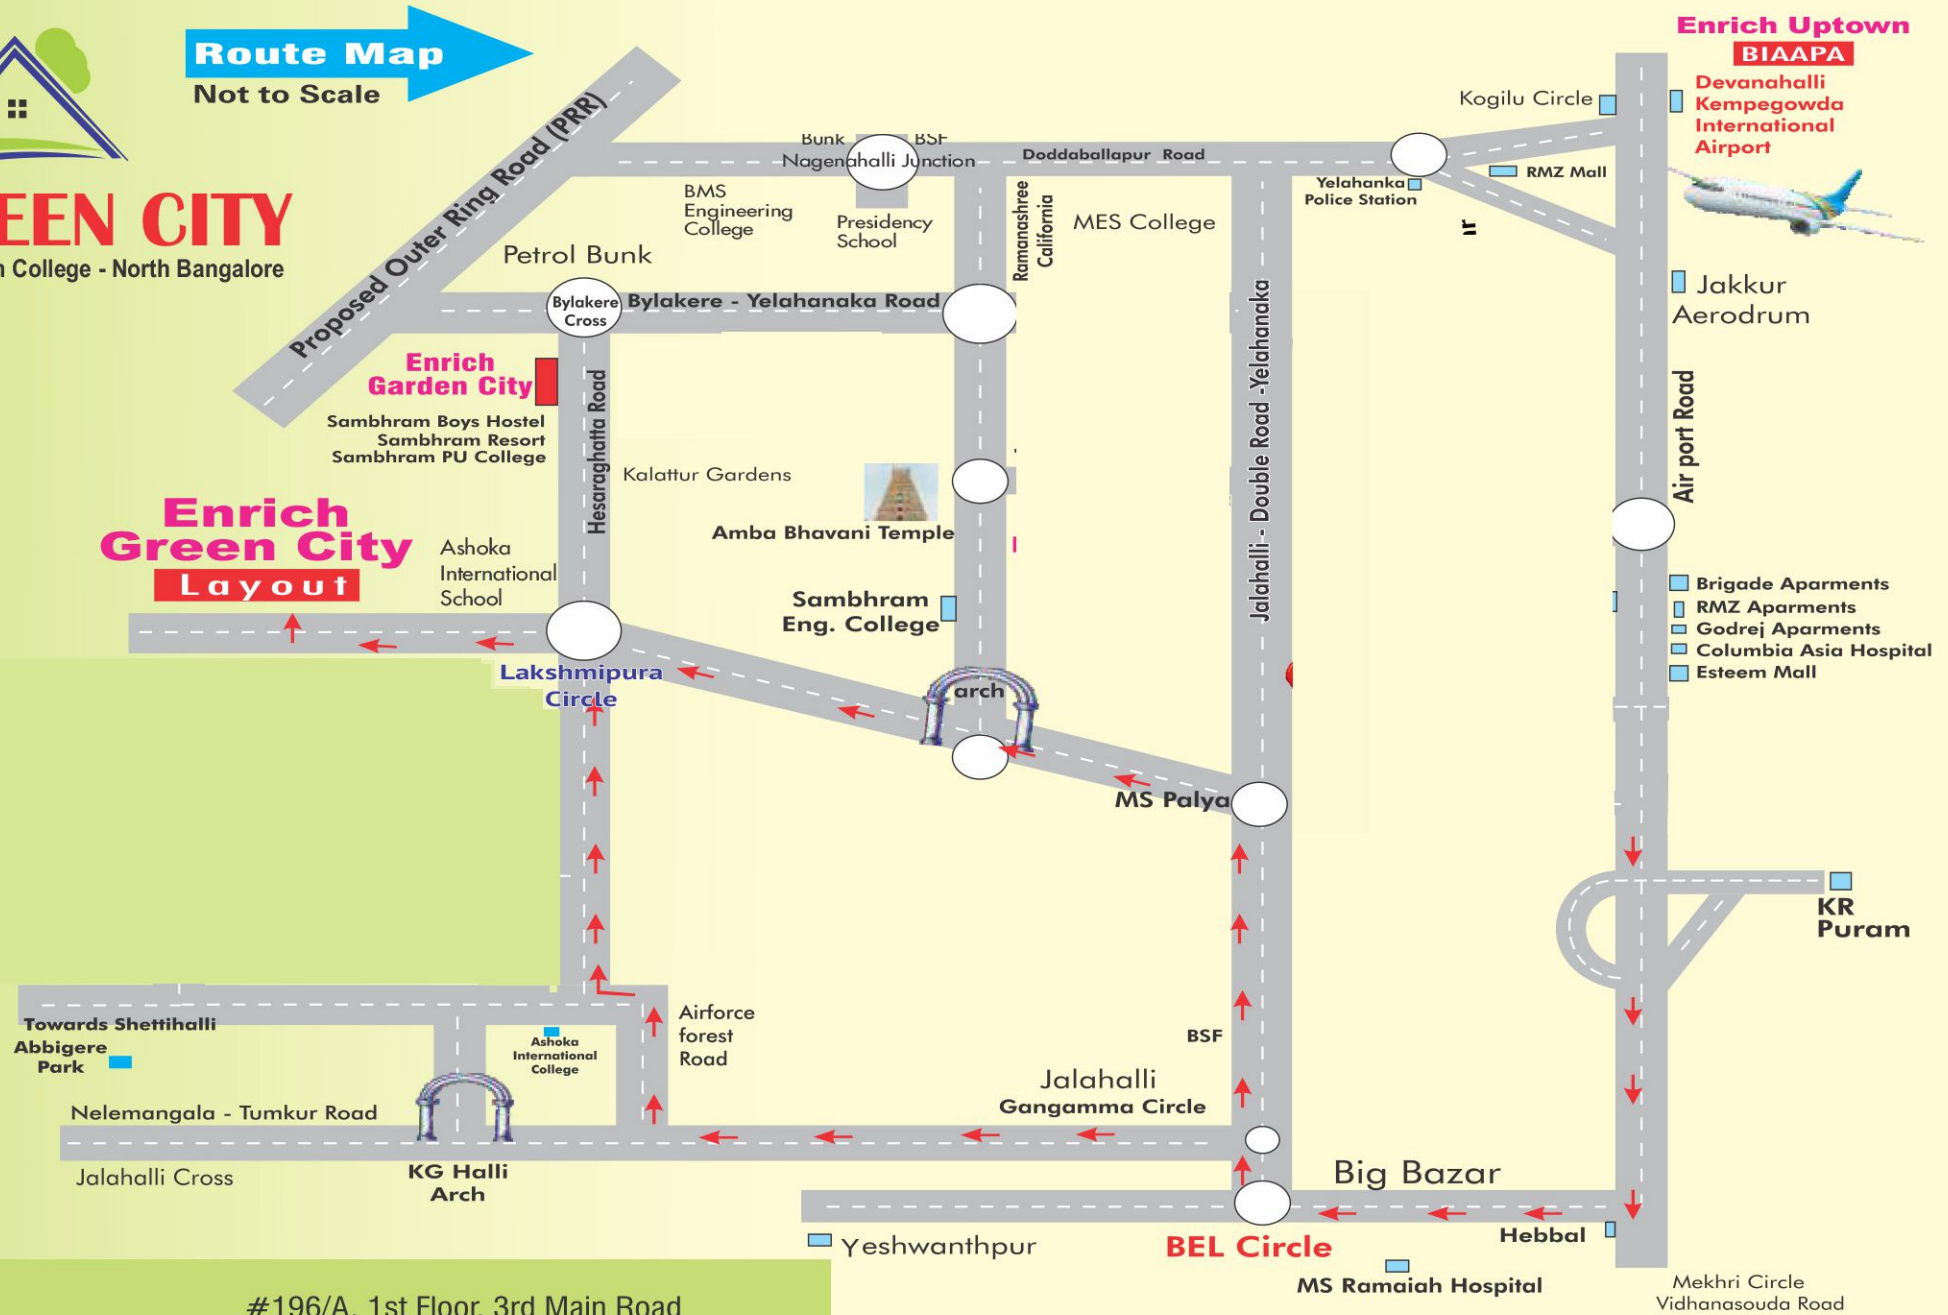 Route Map
Not to Scale
EEN CITY
College - North Bangalore
Enrich Uptown
BIAAPA
Devanahalli
Kempegowda
International
Airport
Kogilu Circle
RMZ Mall
Yelahanka
Police Station
Proposed Outer Ring Road (PRR)
Bunk
BSF
Nagenahalli Junction
Doddaballapur Road
BMS
Engineering
College
Presidency
School
Ramanashree
California
MES College
Petrol Bunk
Bylakere
Cross
Bylakere - Yelahanaka Road
Jakkur
Aerodrum
Enrich
Garden City
Sambhram Boys Hostel
Sambhram Resort
Sambhram PU College
Hesaraghatta Road
Kalattur Gardens
Amba Bhavani Temple
Jalahalli - Double Road -Yelahanaka
Air port Road
Enrich
Green City
Layout
Ashoka
International
School
Sambhram
Eng. College
Brigade Aparments
RMZ Aparments
Godrej Aparments
Columbia Asia Hospital
Esteem Mall
Lakshmipura
Circle
arch
MS Palya
KR
Puram
Towards Shettihalli
Abbigere
Park
Ashoka
International
College
Airforce
forest
Road
BSF
Jalahalli
Gangamma Circle
Nelemangala - Tumkur Road
Jalahalli Cross
KG Halli
Arch
Big Bazar
Yeshwanthpur
BEL Circle
Hebbal
MS Ramaiah Hospital
Mekhri Circle
Vidhanasouda Road
#196/A, 1st Floor, 3rd Main Road